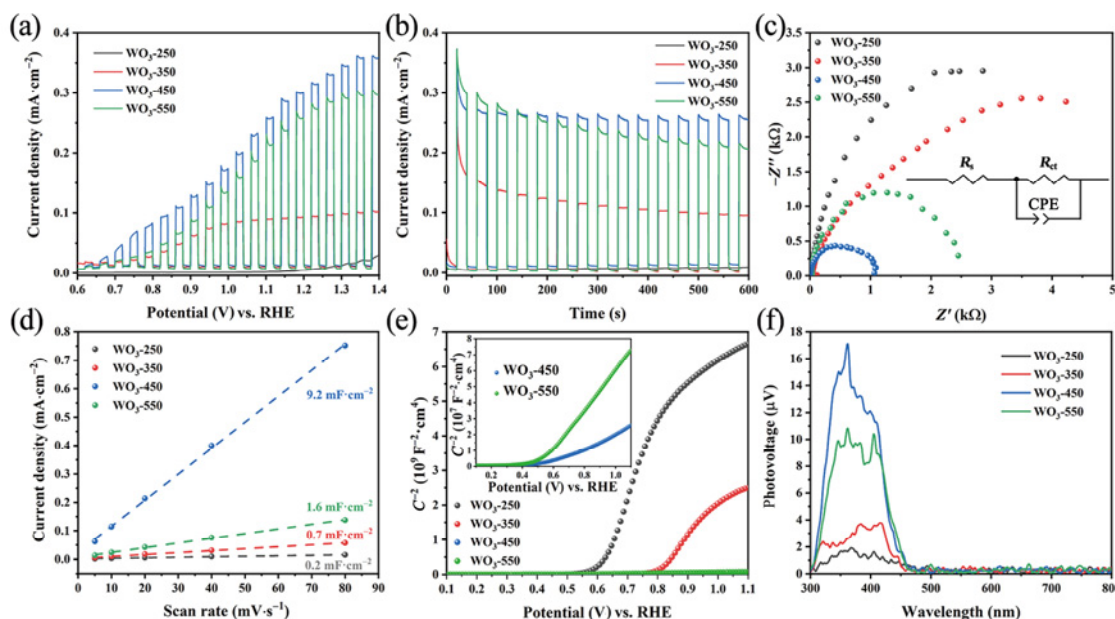 (a)
0.4
0.3
0.2
0.1
0.0
Current density (mA·cm⁻²)
WO₃-250
WO₃-350
WO₃-450
WO₃-550
0.6 0.7 0.8 0.9 1.0 1.1 1.2 1.3 1.4
Potential (V) vs. RHE
(b)
0.4
0.3
0.2
0.1
0.0
Current density (mA·cm⁻²)
WO₃-250
WO₃-350
WO₃-450
WO₃-550
0 50 100 150 200 250 300 350 400 450 500 550 600
Time (s)
(c)
3.0
2.5
2.0
1.5
1.0
0.5
0.0
−Z″ (kΩ)
WO₃-250
WO₃-350
WO₃-450
WO₃-550
Rs
Rct
CPE
0 1 2 3 4 5
Z′ (kΩ)
(d)
0.8
0.7
0.6
0.5
0.4
0.3
0.2
0.1
0.0
Current density (mA·cm⁻²)
WO₃-250
WO₃-350
WO₃-450
WO₃-550
9.2 mF·cm⁻²
1.6 mF·cm⁻²
0.7 mF·cm⁻²
0.2 mF·cm⁻²
0 10 20 30 40 50 60 70 80 90
Scan rate (mV·s⁻¹)
(e)
7
6
5
4
3
2
1
0
C⁻² (10⁹ F⁻²·cm⁴)
8
7
6
5
4
3
2
1
0
C⁻² (10⁷ F⁻²·cm⁴)
WO₃-450
WO₃-550
0.2 0.4 0.6 0.8 1.0
Potential (V) vs. RHE
WO₃-250
WO₃-350
WO₃-450
WO₃-550
0.1 0.2 0.3 0.4 0.5 0.6 0.7 0.8 0.9 1.0 1.1
Potential (V) vs. RHE
(f)
18
16
14
12
10
8
6
4
2
0
Photovoltage (μV)
WO₃-250
WO₃-350
WO₃-450
WO₃-550
300 400 500 600 700
Wavelength (nm)